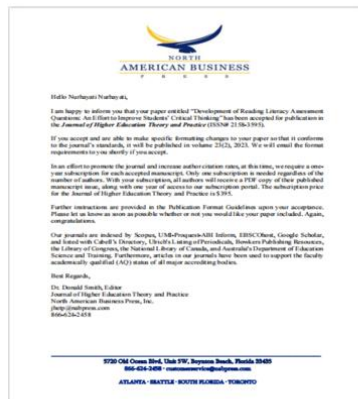 NORTH
AMERICAN BUSINESS
PRESS
Hello Nurhayati Nurhayati,
I am happy to inform you that your paper entitled “Development of Reading Literacy Assessment
Questions: An Effort to Improve Students' Critical Thinking” has been accepted for publication in
the Journal of Higher Education Theory and Practice (ISSN# 2158-3595).
If you accept and are able to make specific formatting changes to your paper so that it conforms
to the journal's standards, it will be published in volume 23(2), 2023. We will email the format
requirements to you shortly if you accept.
In an effort to promote the journal and increase author citation rates, at this time, we require a one-
year subscription for each accepted manuscript. Only one subscription is needed regardless of the
number of authors. With your subscription, all authors will receive a PDF copy of their published
manuscript issue, along with one year of access to our subscription portal. The subscription price
for the Journal of Higher Education Theory and Practice is $395.
Further instructions are provided in the Publication Format Guidelines upon your acceptance.
Please let us know as soon as possible whether or not you would like your paper included. Again,
congratulations.
Our journals are indexed by Scopus, UMI-Proquest-ABI Inform, EBSCOhost, Google Scholar,
and listed with Cabell's Directory, Ulrich's Listing of Periodicals, Bowkers Publishing Resources,
the Library of Congress, the National Library of Canada, and Australia's Department of Education
Science and Training. Furthermore, articles in our journals have been used to support the faculty
academically qualified (AQ) status of all major accrediting bodies.
Best Regards,
Dr. Donald Smith, Editor
Journal of Higher Education Theory and Practice
North American Business Press, Inc.
jhetp@nabpress.com
866-624-2458
5720 Old Ocean Blvd, Unit 5W, Boynton Beach, Florida 33435
866-624-2458 · customerservice@nabpress.com
ATLANTA · SEATTLE · SOUTH FLORIDA · TORONTO